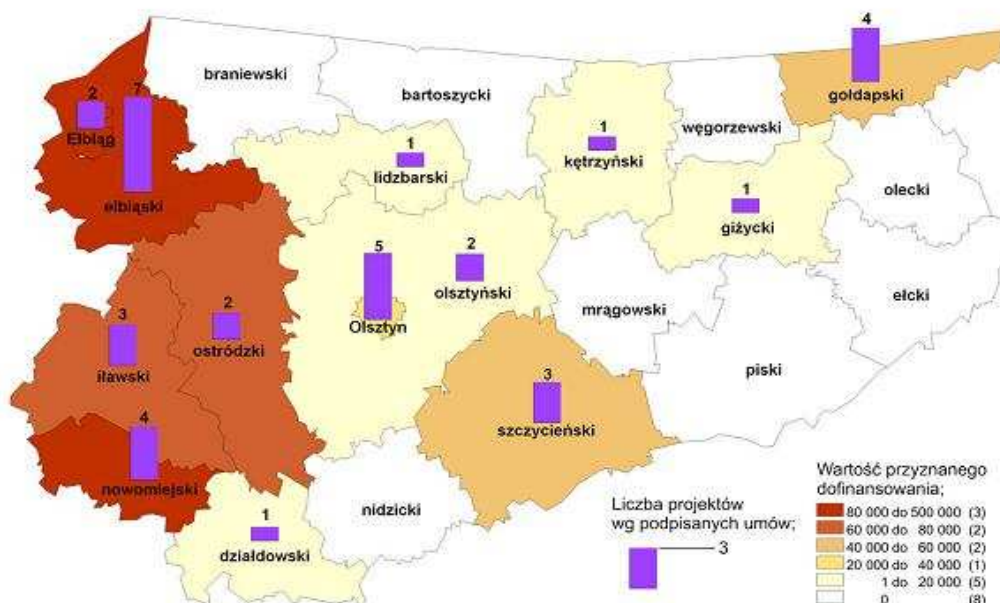 4
braniewski
bartoszycki
gołdapski
2
7
Elbląg
węgorzewski
1
lidzbarski
1
kętrzyński
olecki
1
giżycki
elbląski
5
2
olsztyński
Olsztyn
ełcki
mrągowski
3
iławski
2
ostródzki
piski
3
szczycieński
4
nowomiejski
nidzicki
1
działdowski
Liczba projektów
wg podpisanych umów;
3
Wartość przyznanego
dofinansowania;
80 000 do 500 000 (3)
60 000 do 80 000 (2)
40 000 do 60 000 (2)
20 000 do 40 000 (1)
1 do 20 000 (5)
0 (8)